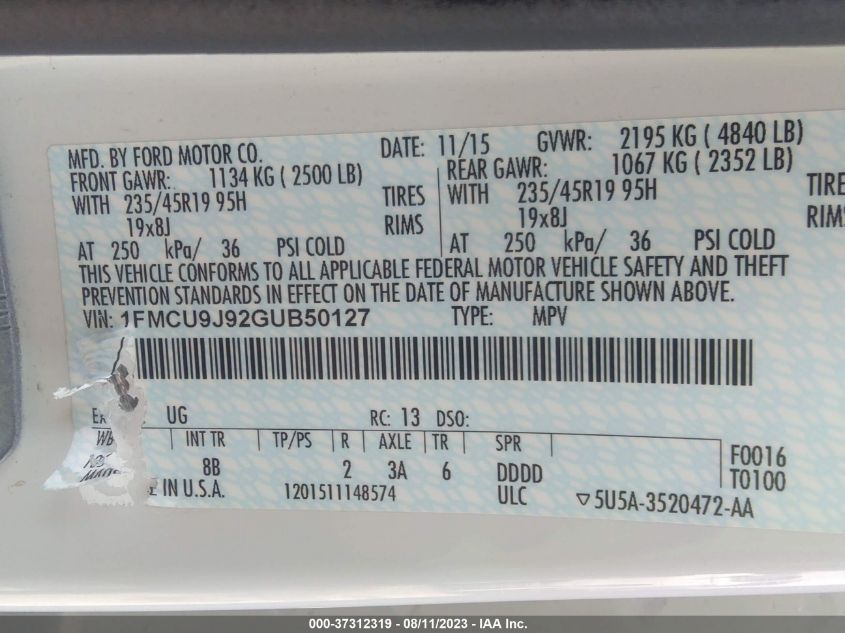 MFD. BY FORD MOTOR CO. DATE: 11/15 GVWR: 2195 KG ( 4840 LB)
FRONT GAWR: 1134 KG ( 2500 LB) REAR GAWR: 1067 KG ( 2352 LB)
WITH 235/45R19 95H TIRES WITH 235/45R19 95H TIRE
19x8J RIMS 19x8J RIMS
AT 250 kPa/ 36 PSI COLD AT 250 kPa/ 36 PSI COLD
THIS VEHICLE CONFORMS TO ALL APPLICABLE FEDERAL MOTOR VEHICLE SAFETY AND THEFT
PREVENTION STANDARDS IN EFFECT ON THE DATE OF MANUFACTURE SHOWN ABOVE.
VIN: 1FMCU9J92GUB50127 TYPE: MPV
UG RC: 13 DSO:
WB INT TR TP/PS R AXLE TR SPR F0016
8B 2 3A 6 DDDD T0100
IN U.S.A. 1201511148574 ULC ▽5U5A-3520472-AA
000-37312319 - 08/11/2023 - IAA Inc.